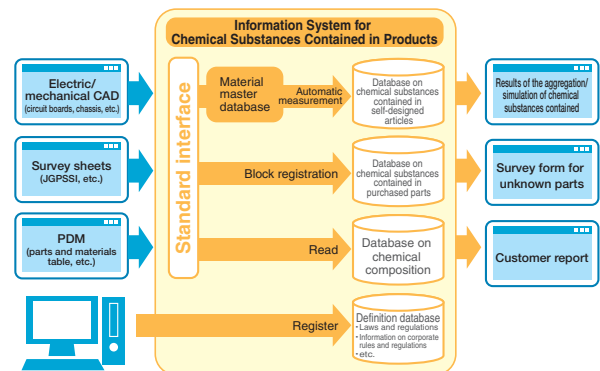 Information System for
Chemical Substances Contained in Products
Electric/
mechanical CAD
(circuit boards, chassis, etc.)
Survey sheets
(JGPSSI, etc.)
PDM
(parts and materials
table, etc.)
Standard interface
Material
master
database
Automatic
measurement
Block registration
Read
Register
Database on
chemical substances
contained in
self-designed
articles
Database on
chemical substances
contained in
purchased parts
Database on
chemical
composition
Definition database
・Laws and regulations
・Information on corporate
rules and regulations
・etc.
Results of the aggregation/
simulation of chemical
substances contained
Survey form for
unknown parts
Customer report